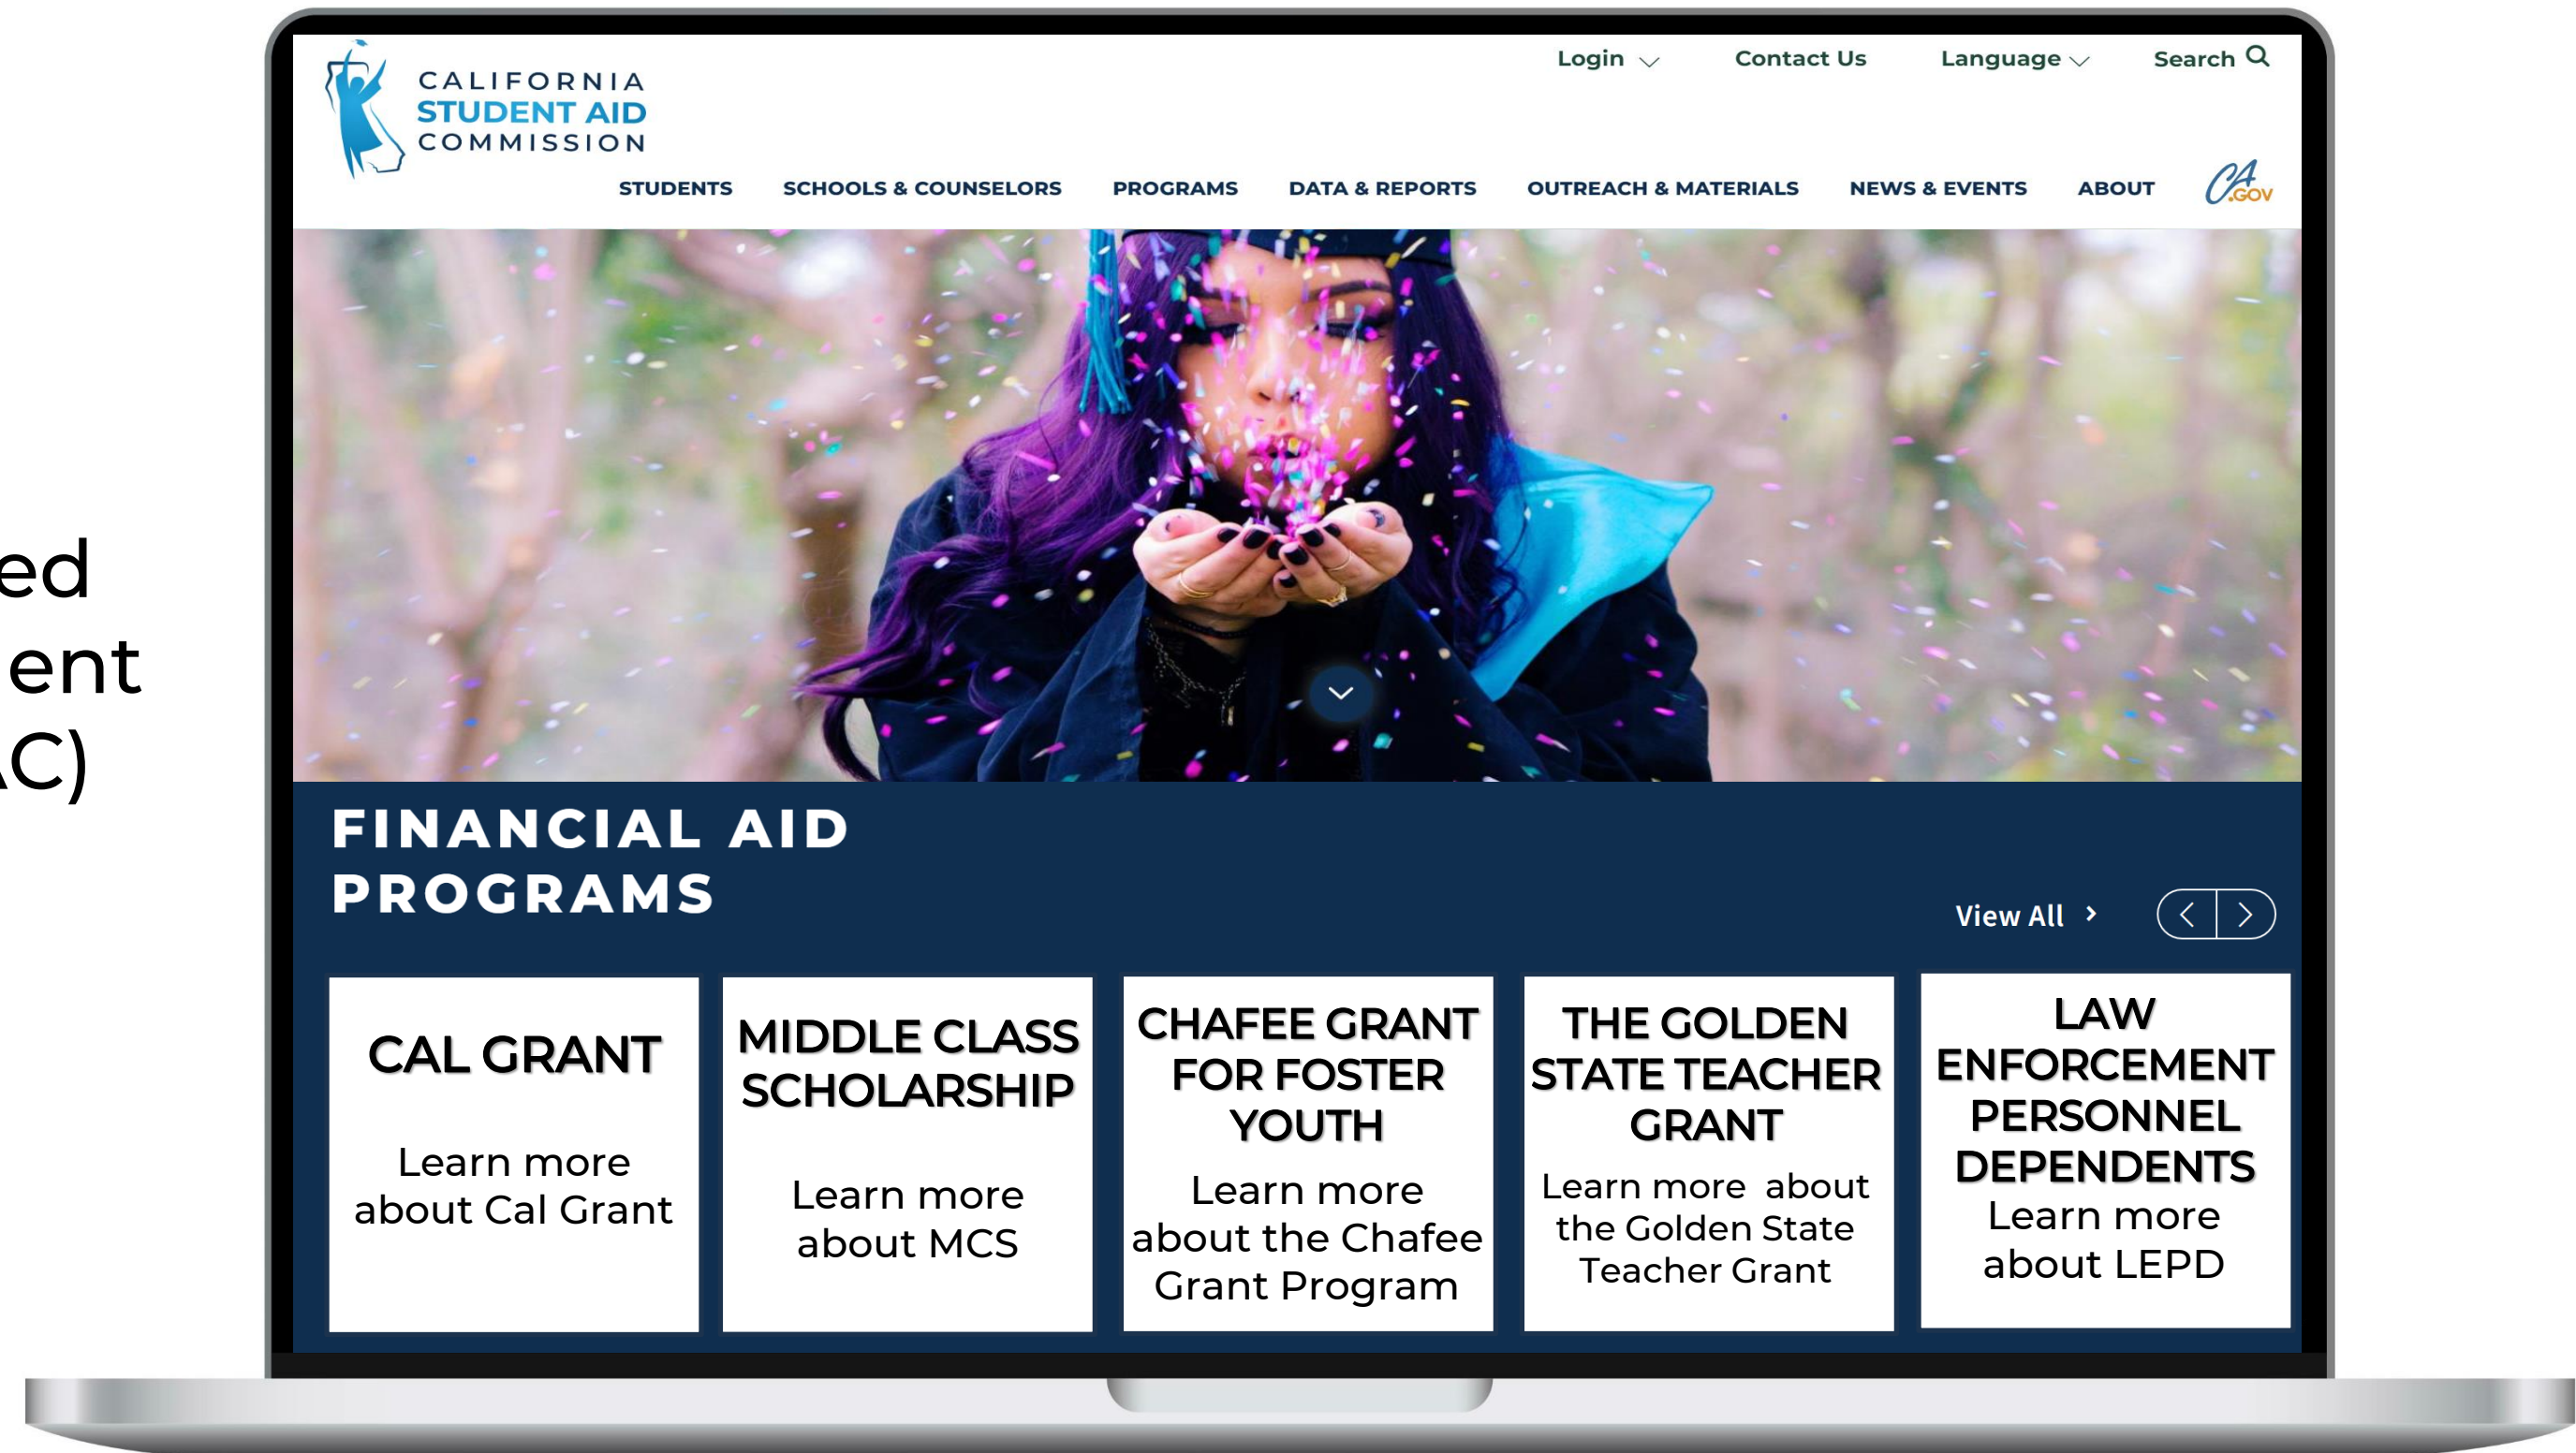 ed
ent
AC)
CALIFORNIA
STUDENT AID
COMMISSION
Login
Contact Us
Language
Search
STUDENTS
SCHOOLS & COUNSELORS
PROGRAMS
DATA & REPORTS
OUTREACH & MATERIALS
NEWS & EVENTS
ABOUT
CA.GOV
FINANCIAL AID
PROGRAMS
View All
CAL GRANT
Learn more
about Cal Grant
MIDDLE CLASS
SCHOLARSHIP
Learn more
about MCS
CHAFEE GRANT
FOR FOSTER
YOUTH
Learn more
about the Chafee
Grant Program
THE GOLDEN
STATE TEACHER
GRANT
Learn more about
the Golden State
Teacher Grant
LAW
ENFORCEMENT
PERSONNEL
DEPENDENTS
Learn more
about LEPD